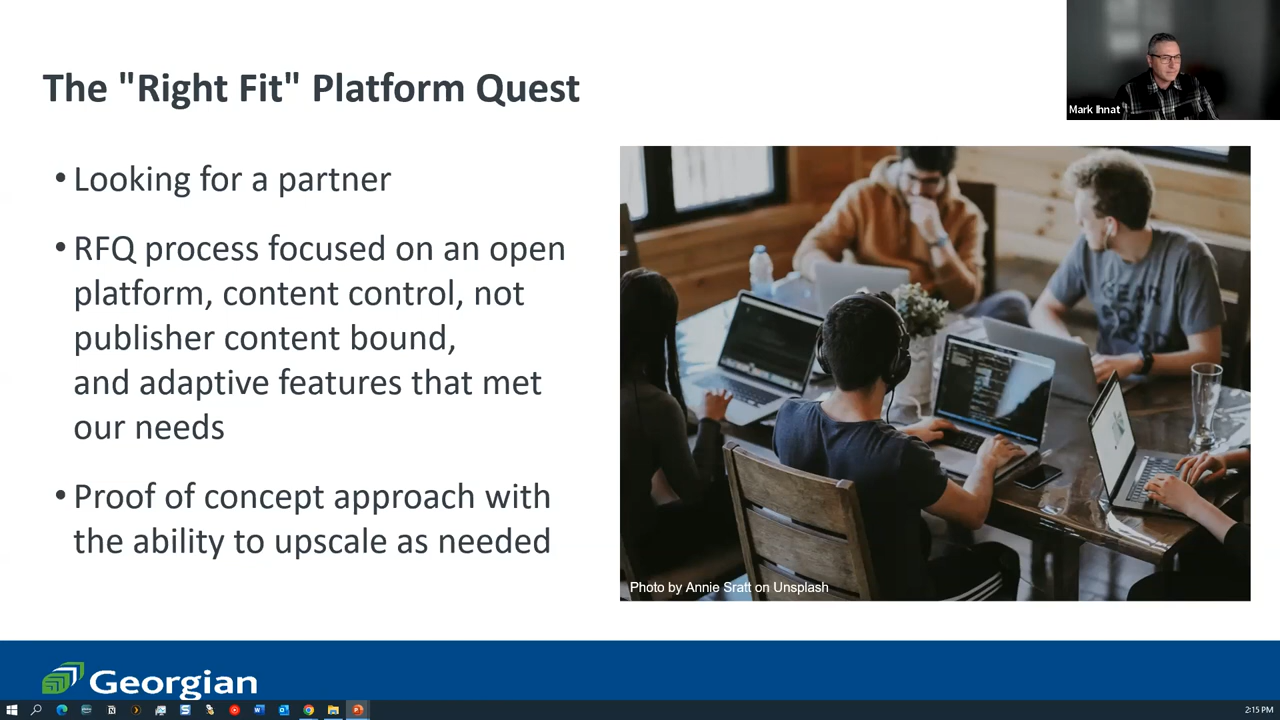 The "Right Fit" Platform Quest
Mark Ihnat
• Looking for a partner
• RFQ process focused on an open
platform, content control, not
publisher content bound,
and adaptive features that met
our needs
• Proof of concept approach with
the ability to upscale as needed
Photo by Annie Sratt on Unsplash
Georgian
2:15 PM